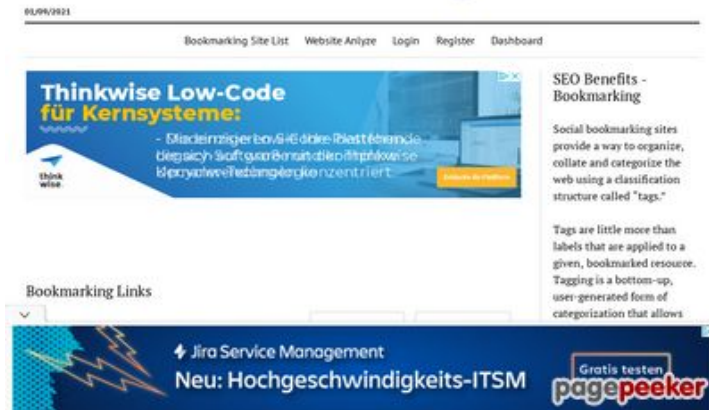 01/09/2021
Bookmarking Site List Website Anlyze Login Register Dashboard
Thinkwise Low-Code
für Kernsysteme:
think
wise
SEO Benefits -
Bookmarking
Social bookmarking sites
provide a way to organize,
collate and categorize the
web using a classification
structure called "tags."
Tags are little more than
labels that are applied to a
given, bookmarked resource.
Tagging is a bottom-up,
user-generated form of
categorization that allows
Bookmarking Links
Jira Service Management
Neu: Hochgeschwindigkeits-ITSM
Gratis testen
pagepeeker